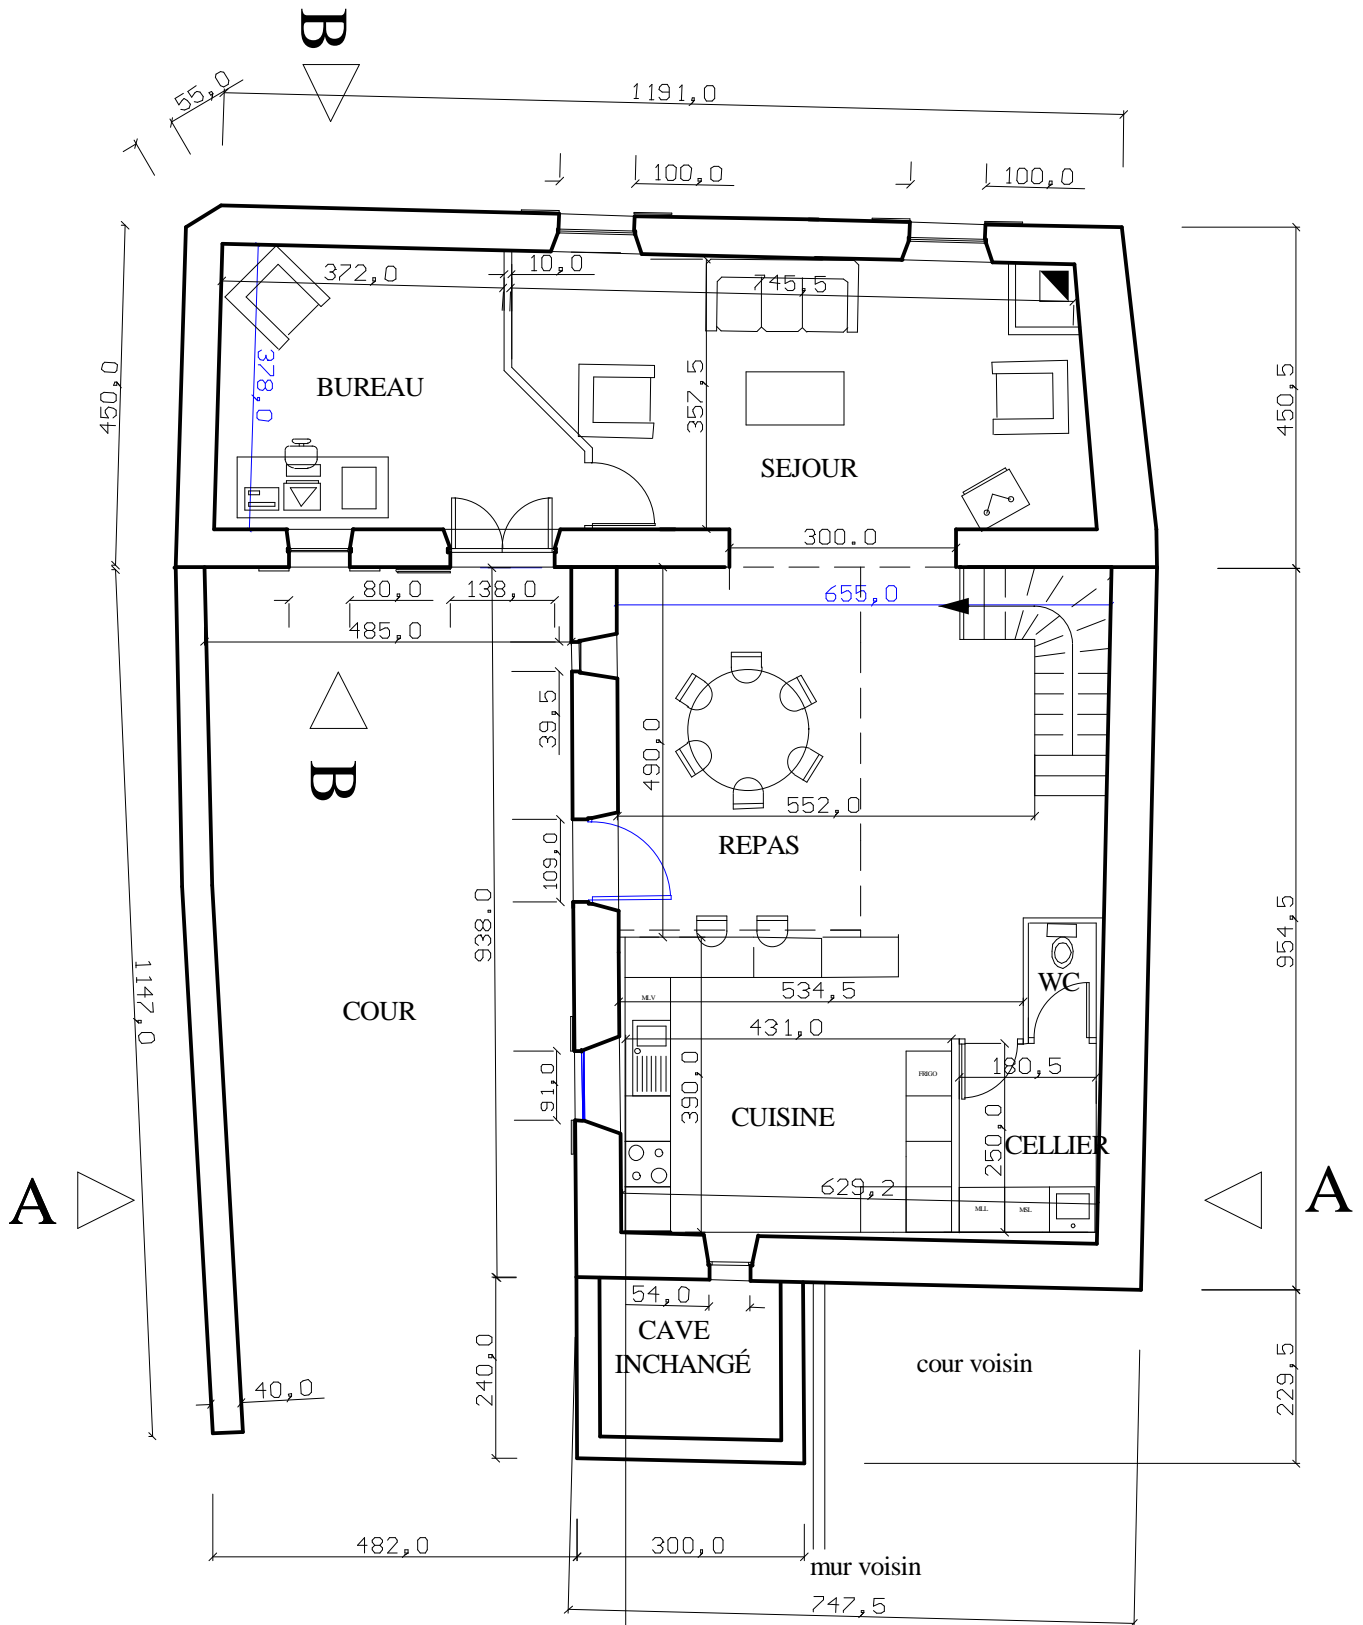 B
55,0
1191,0
100,0
100,0
372,0
10,0
745,5
378,0
BUREAU
357,5
450,0
450,5
SEJOUR
300.0
80,0
138,0
655,0
485,0
39,5
490,0
B
552,0
REPAS
109,0
938.0
954,5
1147,0
COUR
MLV
534,5
WC
431,0
91,0
390,0
FRIGO
180,5
CUISINE
250,0
CELLIER
A
629,2
A
MLL
MSL
54,0
CAVE
INCHANGÉ
cour voisin
240,0
229,5
40,0
482,0
300,0
mur voisin
747,5